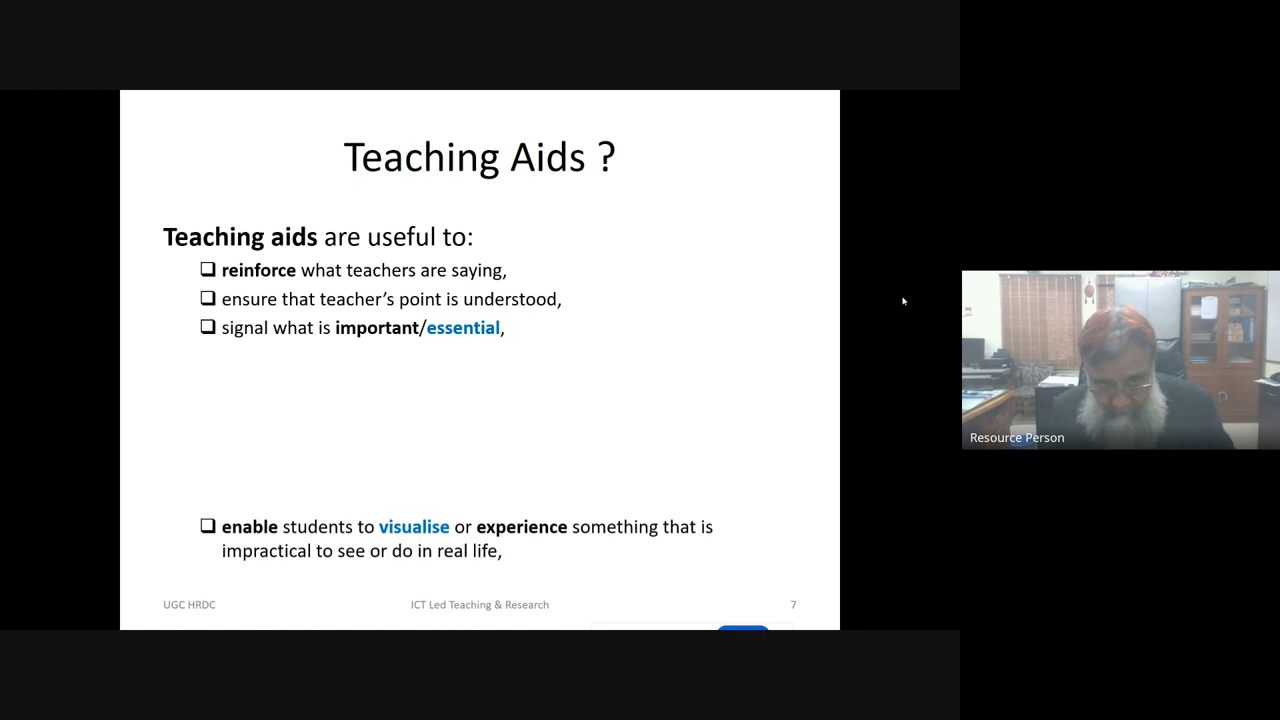 Teaching Aids ?
Teaching aids are useful to:
❑ reinforce what teachers are saying,
❑ ensure that teacher’s point is understood,
❑ signal what is important/essential,
❑ enable students to visualise or experience something that is
impractical to see or do in real life,
UGC HRDC
ICT Led Teaching & Research
7
Resource Person